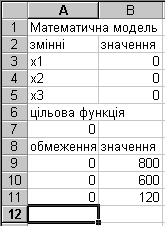 A B
1 Математична модель
2 змінні значення
3 x1 0
4 x2 0
5 x3 0
6 цільова функція
7 0
8 обмеження значення
9 0 800
10 0 600
11 0 120
12